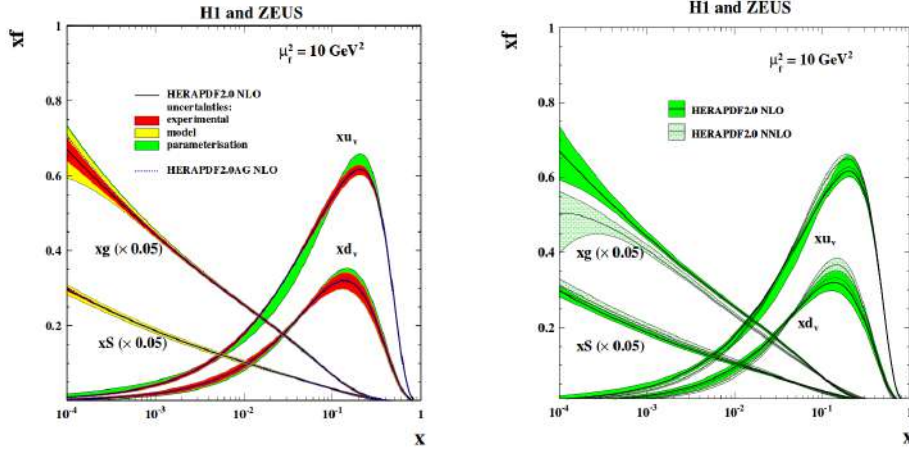 H1 and ZEUS
xf
μ_f^2 = 10 GeV^2
HERAPDF2.0 NLO
uncertainties:
experimental
model
parameterisation
HERAPDF2.0AG NLO
xu_v
xd_v
xg (× 0.05)
xS (× 0.05)
1
0.8
0.6
0.4
0.2
10^-4
10^-3
10^-2
10^-1
1
x
H1 and ZEUS
xf
μ_f^2 = 10 GeV^2
HERAPDF2.0 NLO
HERAPDF2.0 NNLO
xg (× 0.05)
xu_v
xd_v
xS (× 0.05)
1
0.8
0.6
0.4
0.2
10^-4
10^-3
10^-2
10^-1
1
x